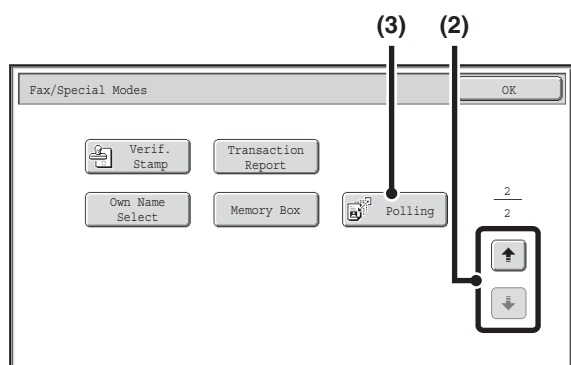 (3) (2)
Fax/Special Modes OK
Verif.
Stamp
Transaction
Report
Own Name
Select
Memory Box
Polling
2
2